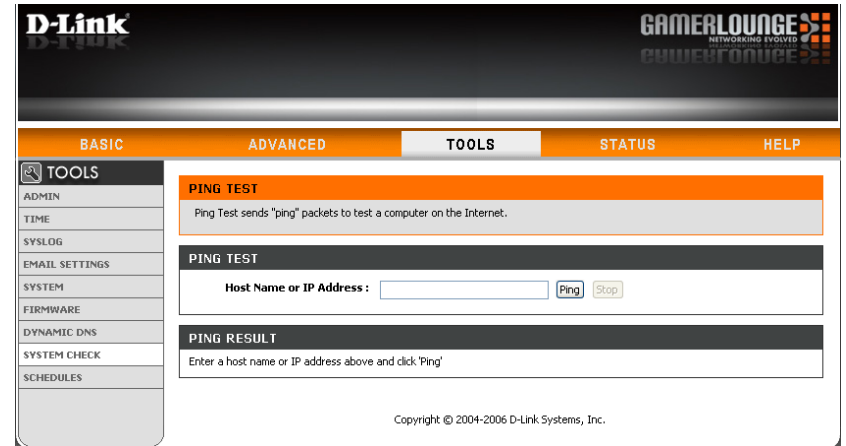 D-Link
GAMERLOUNGE
NETWORKING EVOLVED
BASIC ADVANCED TOOLS STATUS HELP
TOOLS
ADMIN
TIME
SYSLOG
EMAIL SETTINGS
SYSTEM
FIRMWARE
DYNAMIC DNS
SYSTEM CHECK
SCHEDULES
PING TEST
Ping Test sends "ping" packets to test a computer on the Internet.
PING TEST
Host Name or IP Address : Ping Stop
PING RESULT
Enter a host name or IP address above and click 'Ping'
Copyright © 2004-2006 D-Link Systems, Inc.